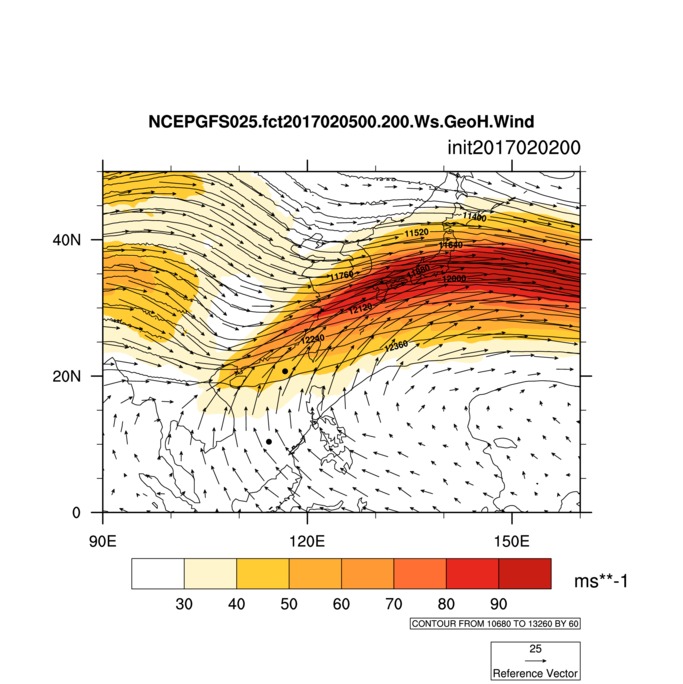 NCEPGFS025.fct2017020500.200.Ws.GeoH.Wind
init2017020200
11400
11520
11640
11760
11880
12000
12120
12240
12360
40N
20N
0
90E 120E 150E
30 40 50 60 70 80 90
ms**-1
CONTOUR FROM 10680 TO 13260 BY 60
25
Reference Vector